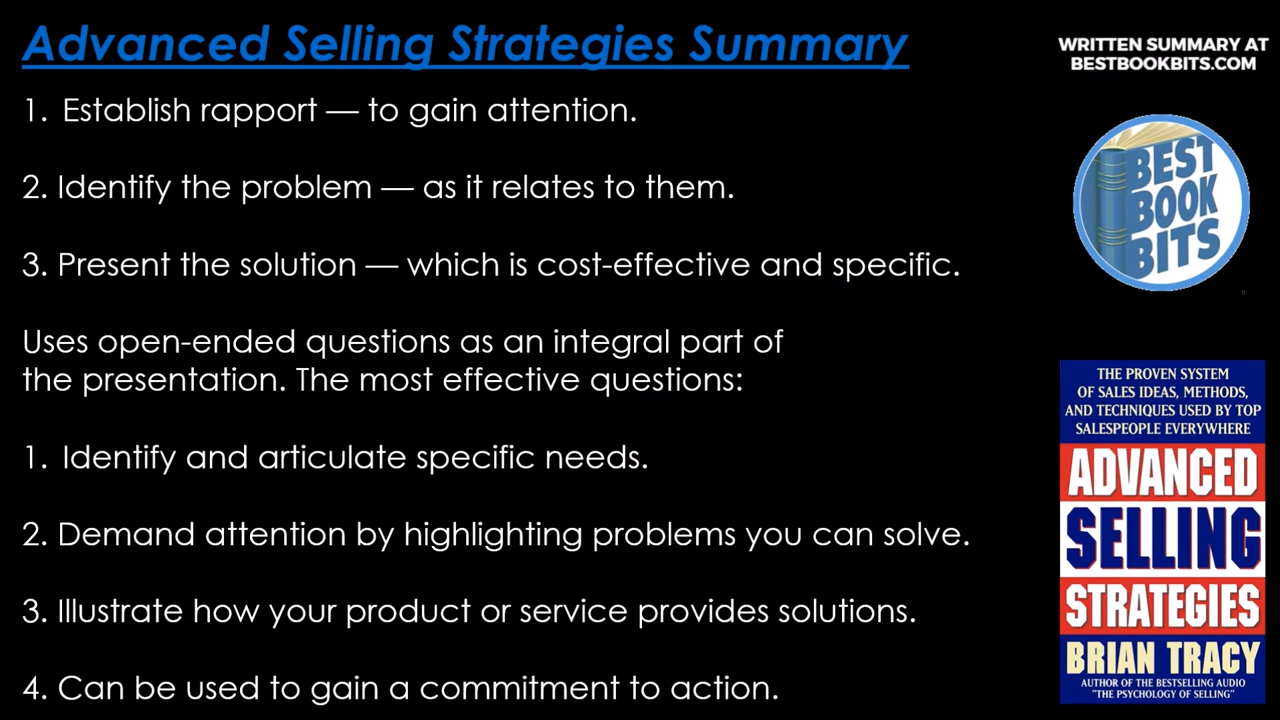 Advanced Selling Strategies Summary
1. Establish rapport — to gain attention.
2. Identify the problem — as it relates to them.
3. Present the solution — which is cost-effective and specific.
Uses open-ended questions as an integral part of
the presentation. The most effective questions:
1. Identify and articulate specific needs.
2. Demand attention by highlighting problems you can solve.
3. Illustrate how your product or service provides solutions.
4. Can be used to gain a commitment to action.
WRITTEN SUMMARY AT
BESTBOOKBITS.COM
BEST
BOOK
BITS
THE PROVEN SYSTEM
OF SALES IDEAS, METHODS,
AND TECHNIQUES USED BY TOP
SALESPEOPLE EVERYWHERE
ADVANCED
SELLING
STRATEGIES
BRIAN TRACY
AUTHOR OF THE BESTSELLING AUDIO
"THE PSYCHOLOGY OF SELLING"